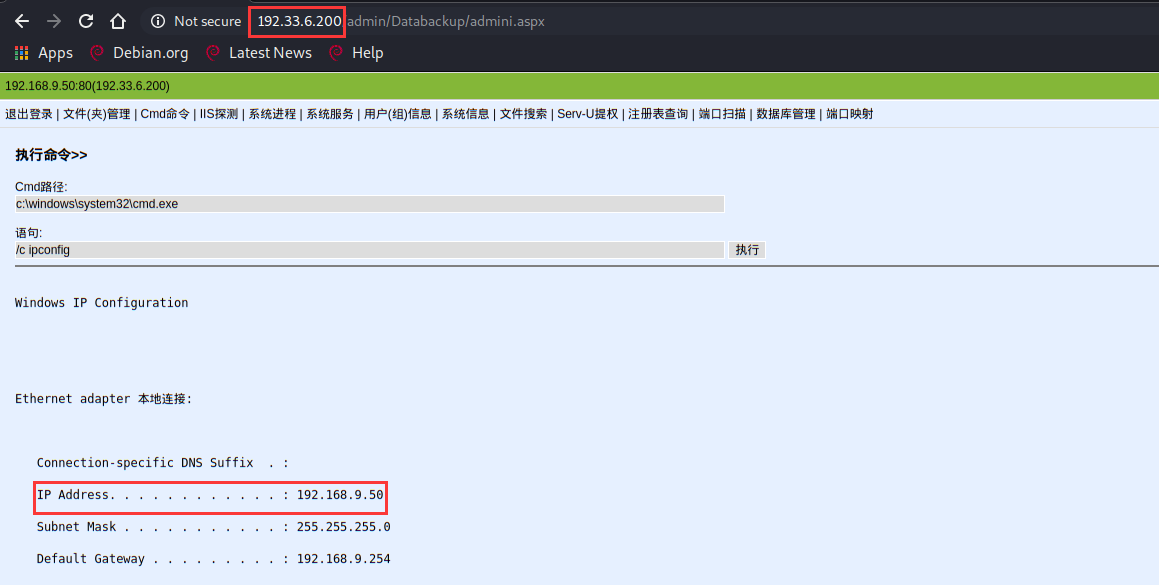 Not secure 192.33.6.200/admin/Databackup/admini.aspx
Apps Debian.org Latest News Help
192.168.9.50:80(192.33.6.200)
退出登录 | 文件(夹)管理 | Cmd命令 | IIS探测 | 系统进程 | 系统服务 | 用户(组)信息 | 系统信息 | 文件搜索 | Serv-U提权 | 注册表查询 | 端口扫描 | 数据库管理 | 端口映射
执行命令>>
Cmd路径:
c:\windows\system32\cmd.exe
语句:
/c ipconfig 执行
Windows IP Configuration
Ethernet adapter 本地连接:
Connection-specific DNS Suffix . :
IP Address. . . . . . . . . . . . : 192.168.9.50
Subnet Mask . . . . . . . . . . . : 255.255.255.0
Default Gateway . . . . . . . . . : 192.168.9.254